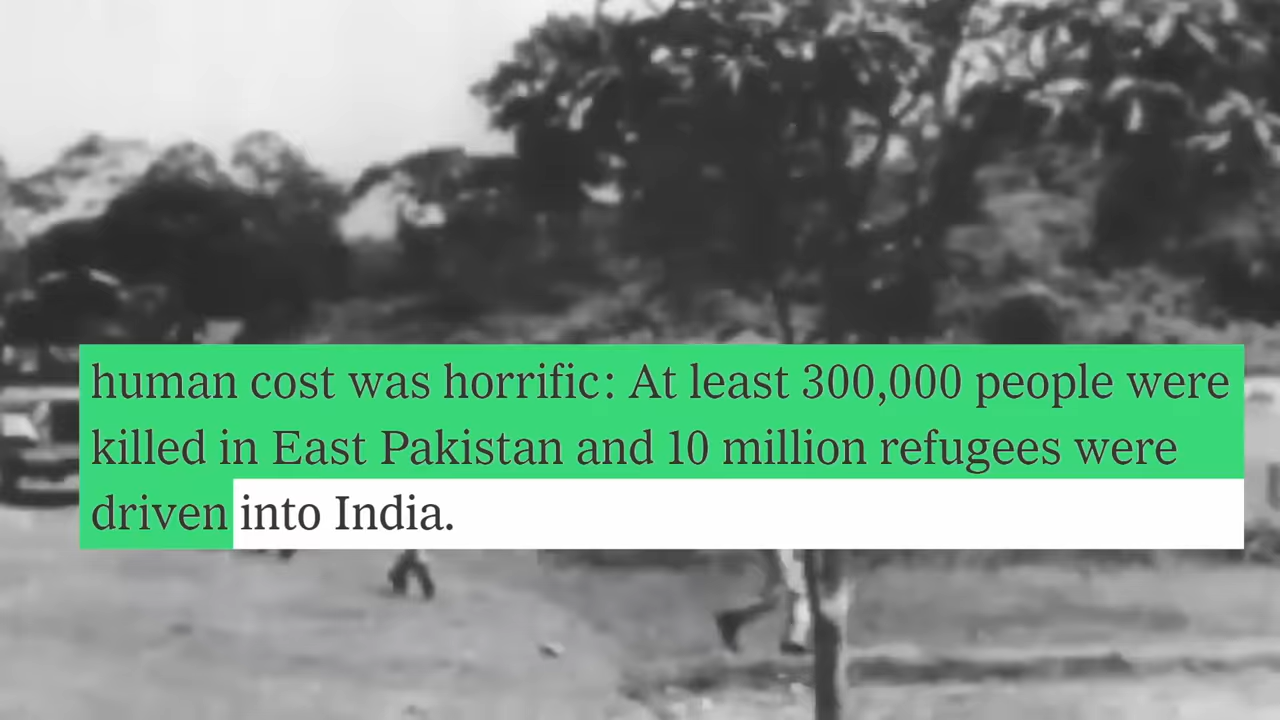 human cost was horrific: At least 300,000 people were
killed in East Pakistan and 10 million refugees were
driven into India.